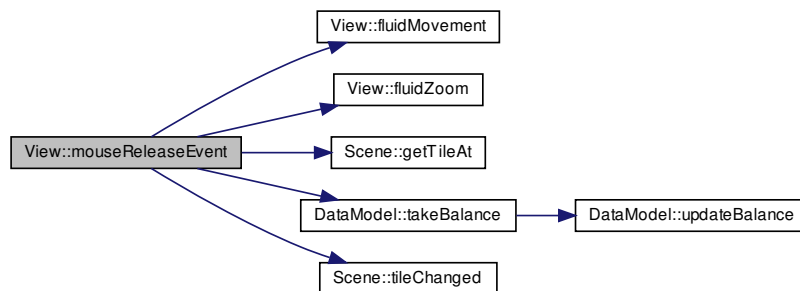 View::fluidMovement
View::fluidZoom
View::mouseReleaseEvent
Scene::getTileAt
DataModel::takeBalance
DataModel::updateBalance
Scene::tileChanged